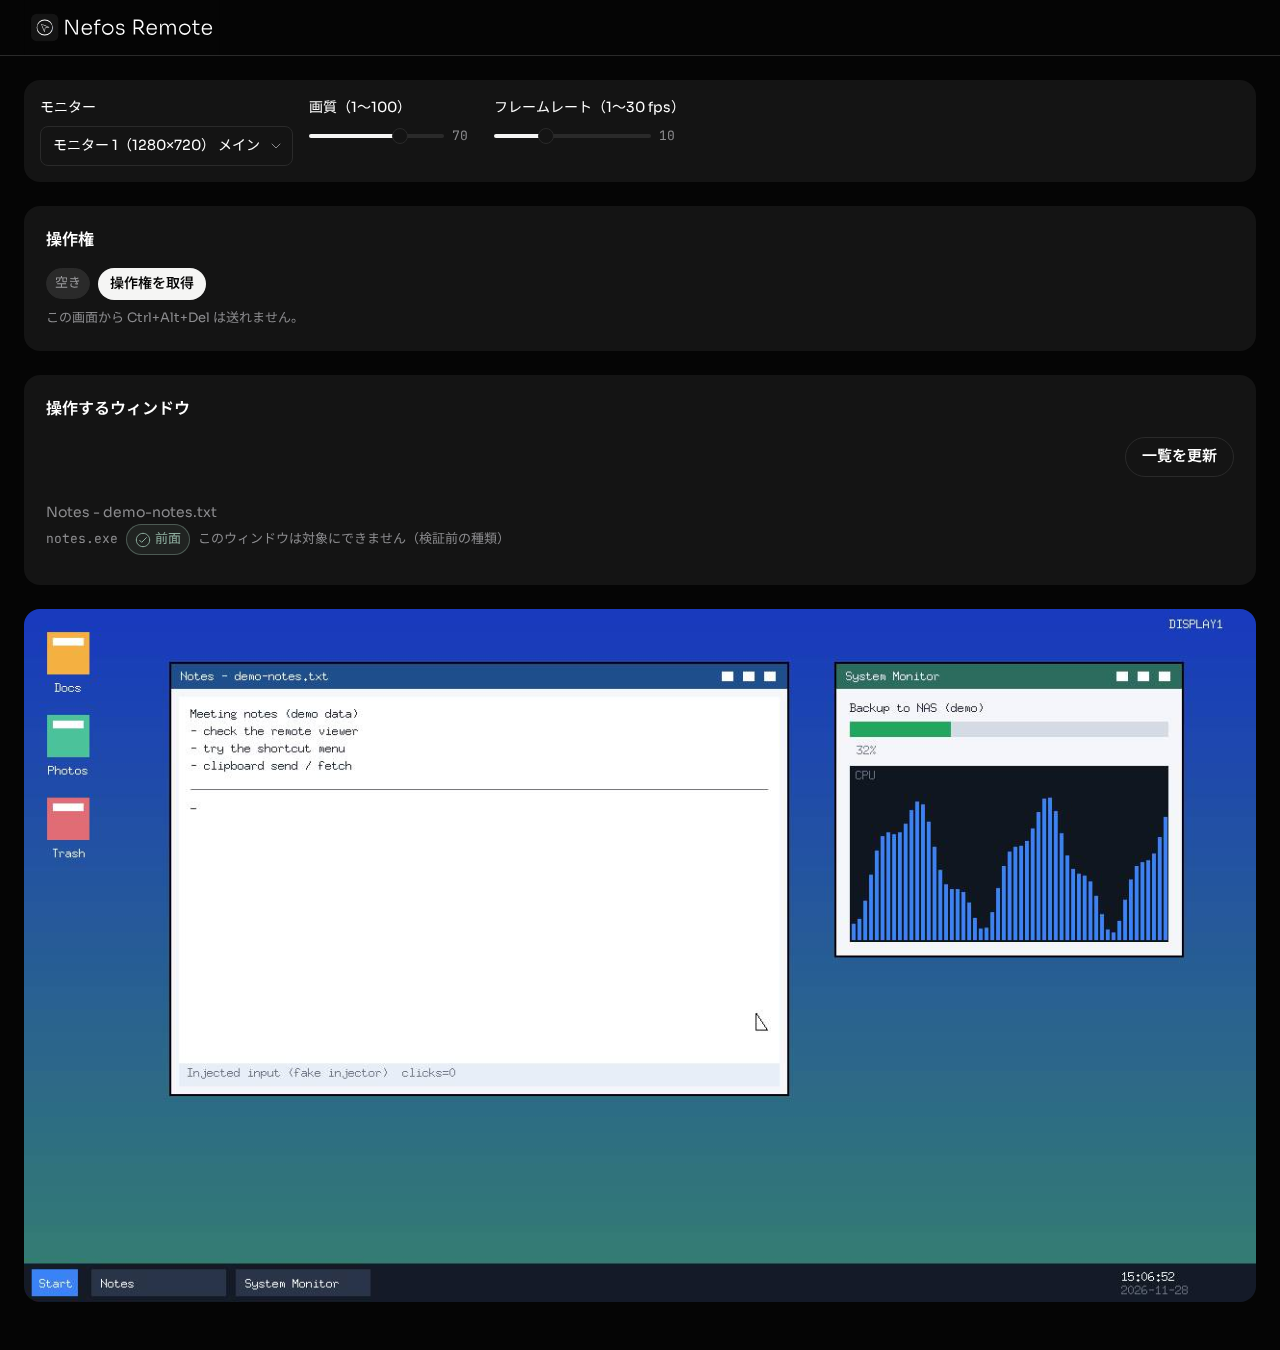 Nefos Remote
モニター
画質（1〜100）
フレームレート（1〜30 fps）
モニター 1（1280×720） メイン
70
10
操作権
空き
操作権を取得
この画面から Ctrl+Alt+Del は送れません。
操作するウィンドウ
一覧を更新
Notes - demo-notes.txt
notes.exe
前面
このウィンドウは対象にできません（検証前の種類）
DISPLAY1
Docs
Photos
Trash
Notes - demo-notes.txt
Meeting notes (demo data)
- check the remote viewer
- try the shortcut menu
- clipboard send / fetch
_
Injected input (fake injector)  clicks=0
System Monitor
Backup to NAS (demo)
32%
CPU
Start
Notes
System Monitor
15:06:52
2026-11-28